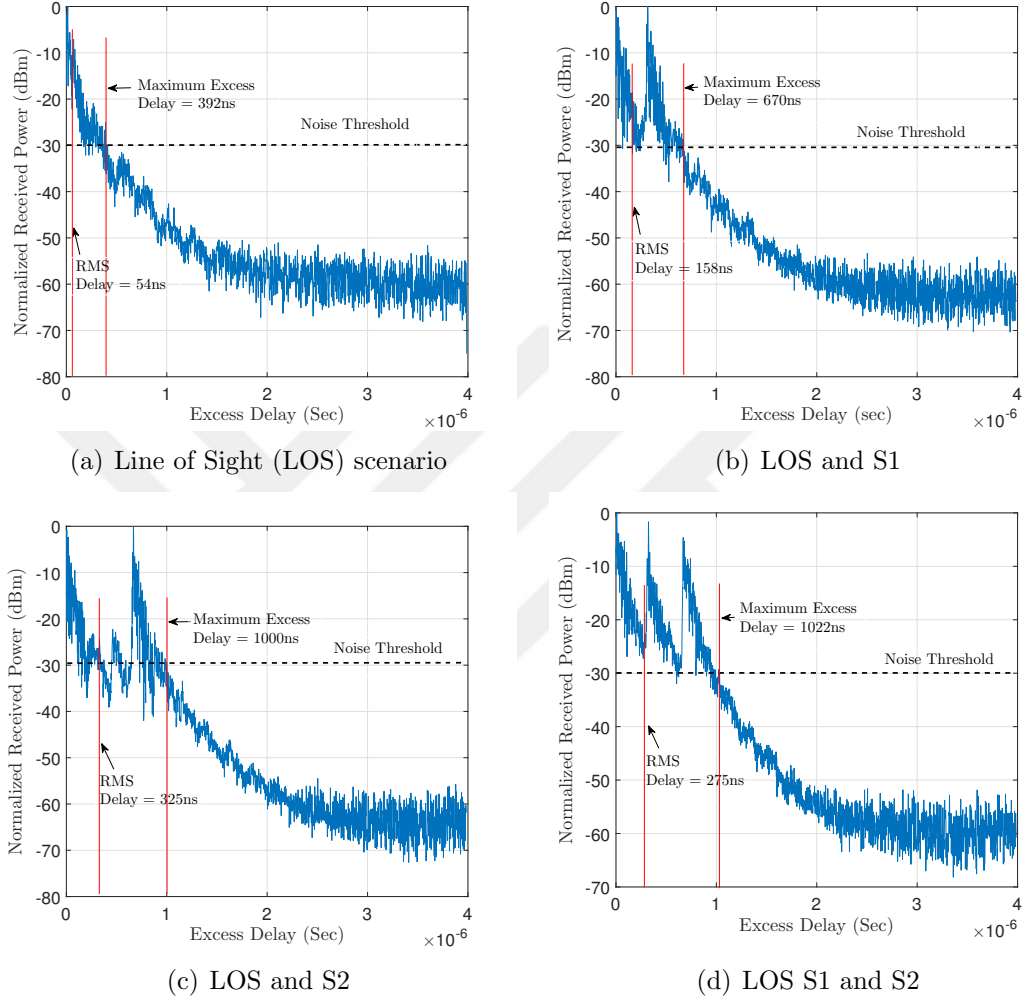 0
-10
-20
-30
-40
-50
-60
-70
-80
Normalized Received Power (dBm)
Maximum Excess
Delay = 392ns
Noise Threshold
RMS
Delay = 54ns
0 1 2 3 4
Excess Delay (Sec)
×10⁻⁶
(a) Line of Sight (LOS) scenario
0
-10
-20
-30
-40
-50
-60
-70
-80
Normalized Received Powere (dBm)
Maximum Excess
Delay = 670ns
Noise Threshold
RMS
Delay = 158ns
0 1 2 3 4
Excess Delay (sec)
×10⁻⁶
(b) LOS and S1
0
-10
-20
-30
-40
-50
-60
-70
-80
Normalized Received Power (dBm)
Maximum Excess
Delay = 1000ns
Noise Threshold
RMS
Delay = 325ns
0 1 2 3 4
Excess Delay (Sec)
×10⁻⁶
(c) LOS and S2
0
-10
-20
-30
-40
-50
-60
-70
Normalized Received Power (dBm)
Maximum Excess
Delay = 1022ns
Noise Threshold
RMS
Delay = 275ns
0 1 2 3 4
Excess Delay (Sec)
×10⁻⁶
(d) LOS S1 and S2